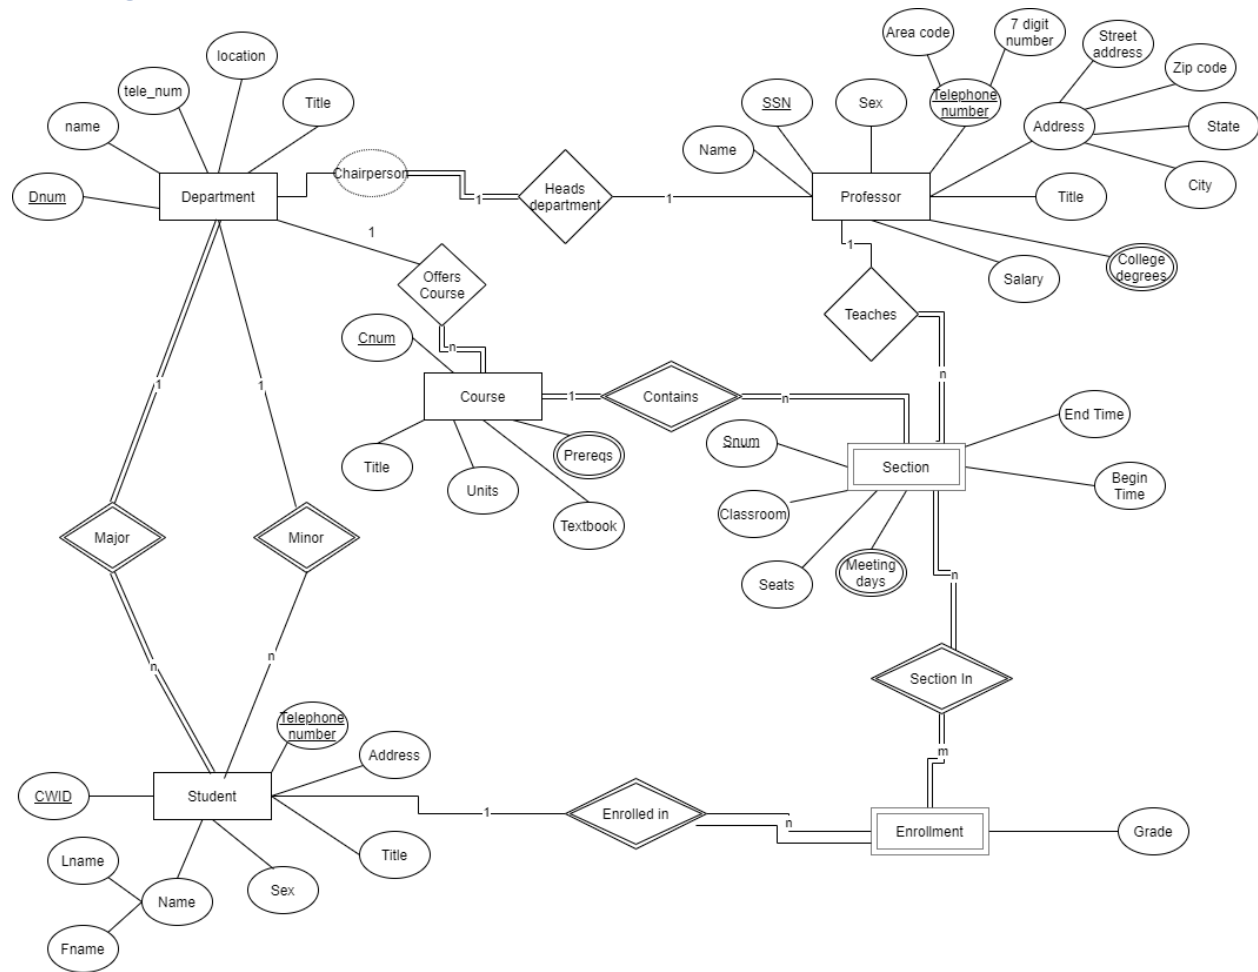 Area code
7 digit
number
Street
address
location
Zip code
tele_num
Title
SSN
Sex
Telephone
number
name
Address
State
Name
Chairperson
Heads
department
Dnum
Department
1
1
Professor
Title
City
1
1
Offers
Course
College
degrees
Salary
Teaches
Cnum
n
n
1
1
Course
1
Contains
n
End Time
Snum
Prereqs
Title
Section
Units
Begin
Time
Classroom
Textbook
Major
Minor
Meeting
days
Seats
n
n
n
Section In
Telephone
number
m
Address
CWID
Student
1
Enrolled in
n
Enrollment
Grade
Title
Lname
Name
Sex
Fname